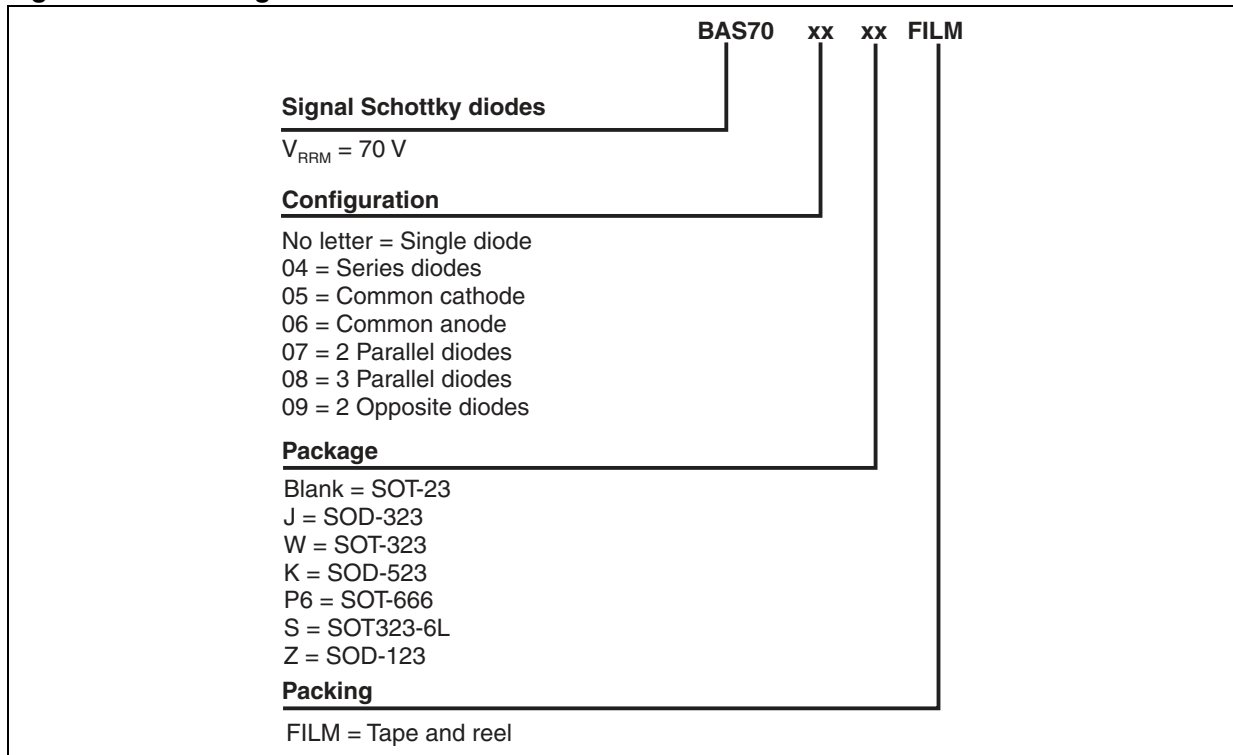 BAS70 xx xx FILM
Signal Schottky diodes
VRRM = 70 V
Configuration
No letter = Single diode
04 = Series diodes
05 = Common cathode
06 = Common anode
07 = 2 Parallel diodes
08 = 3 Parallel diodes
09 = 2 Opposite diodes
Package
Blank = SOT-23
J = SOD-323
W = SOT-323
K = SOD-523
P6 = SOT-666
S = SOT323-6L
Z = SOD-123
Packing
FILM = Tape and reel